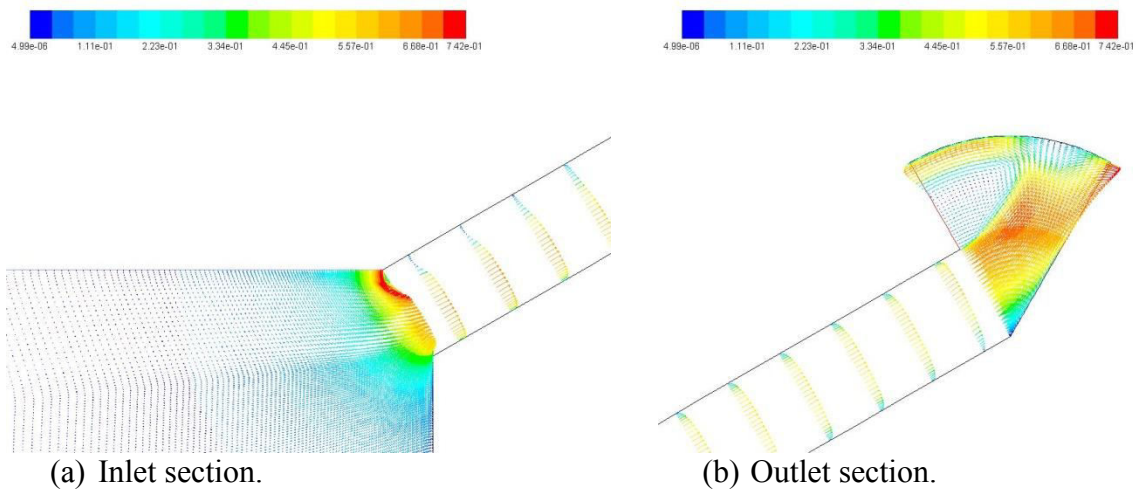 4.99e-06 1.11e-01 2.23e-01 3.34e-01 4.45e-01 5.57e-01 6.68e-01 7.42e-01
4.99e-06 1.11e-01 2.23e-01 3.34e-01 4.45e-01 5.57e-01 6.68e-01 7.42e-01
(a) Inlet section.
(b) Outlet section.